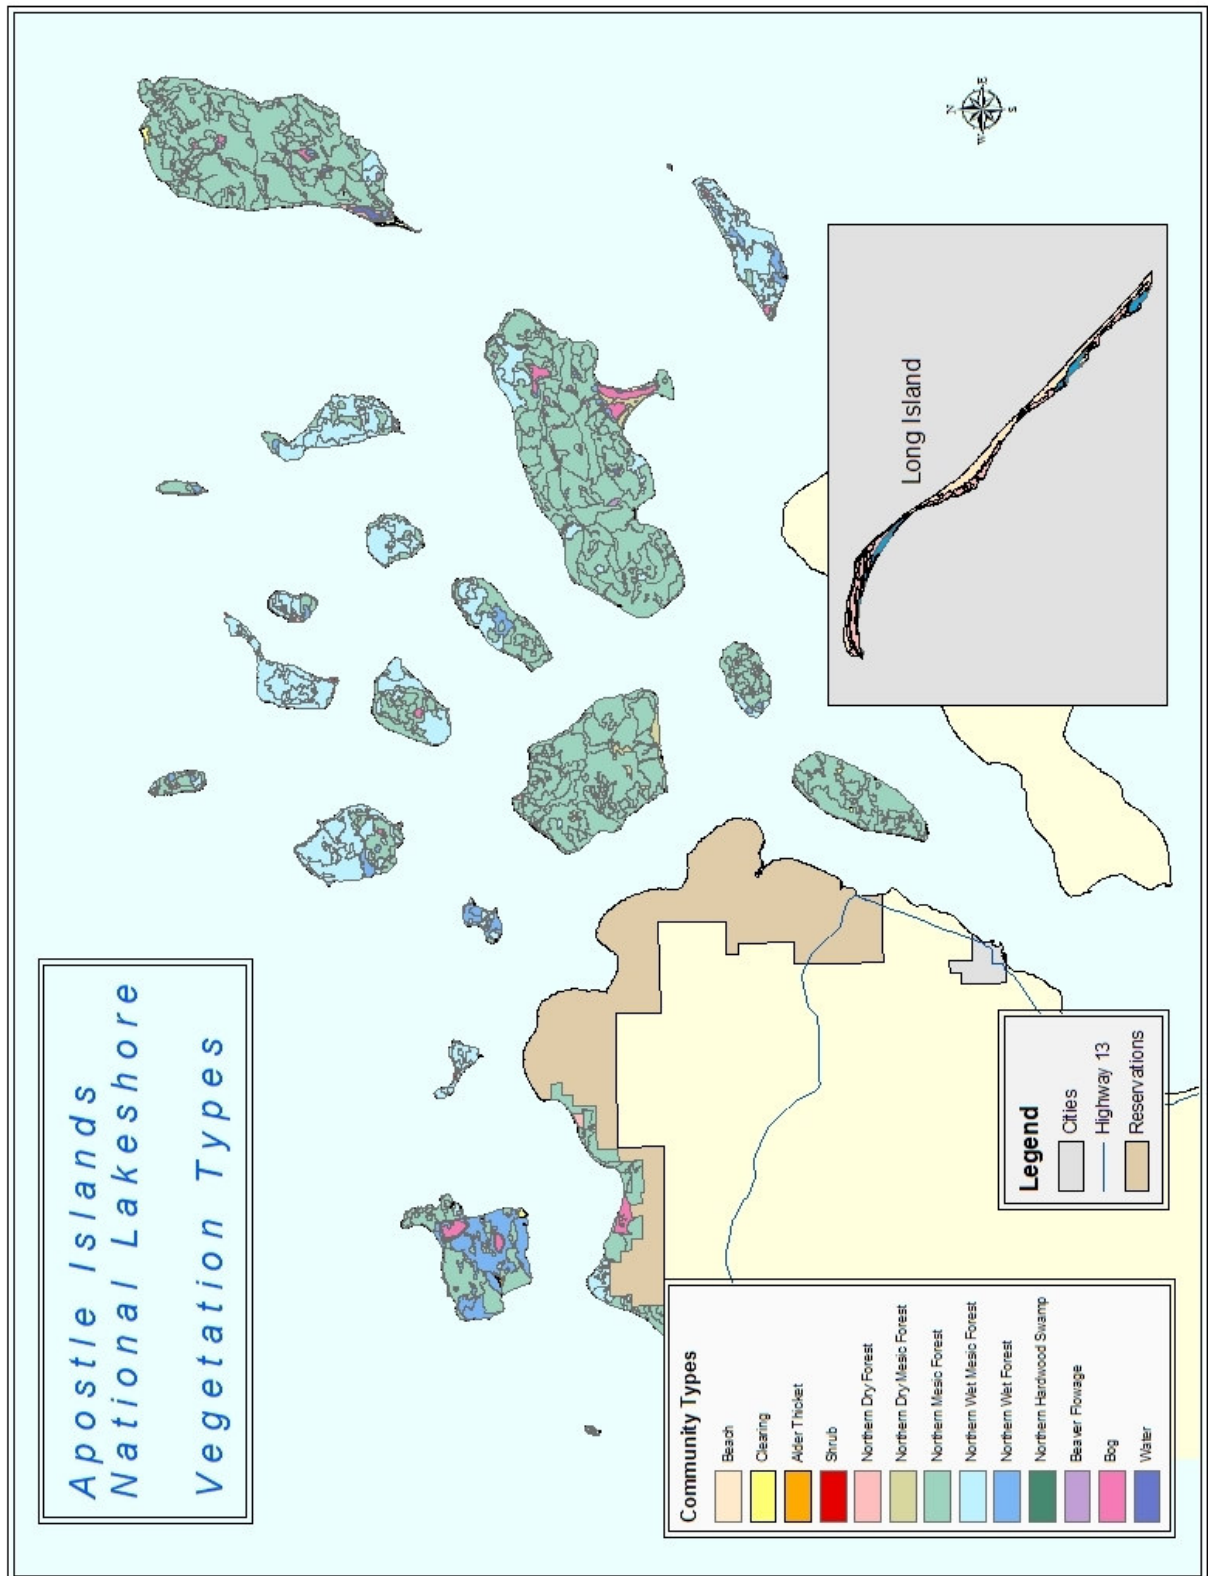 Apostle Islands
National Lakeshore
Vegetation Types
N
W
E
S
Long Island
Legend
Cities
Highway 13
Reservations
Community Types
Beach
Clearing
Alder Thicket
Shrub
Northern Dry Forest
Northern Dry Mesic Forest
Northern Mesic Forest
Northern Wet Mesic Forest
Northern Wet Forest
Northern Hardwood Swamp
Beaver Flowage
Bog
Water